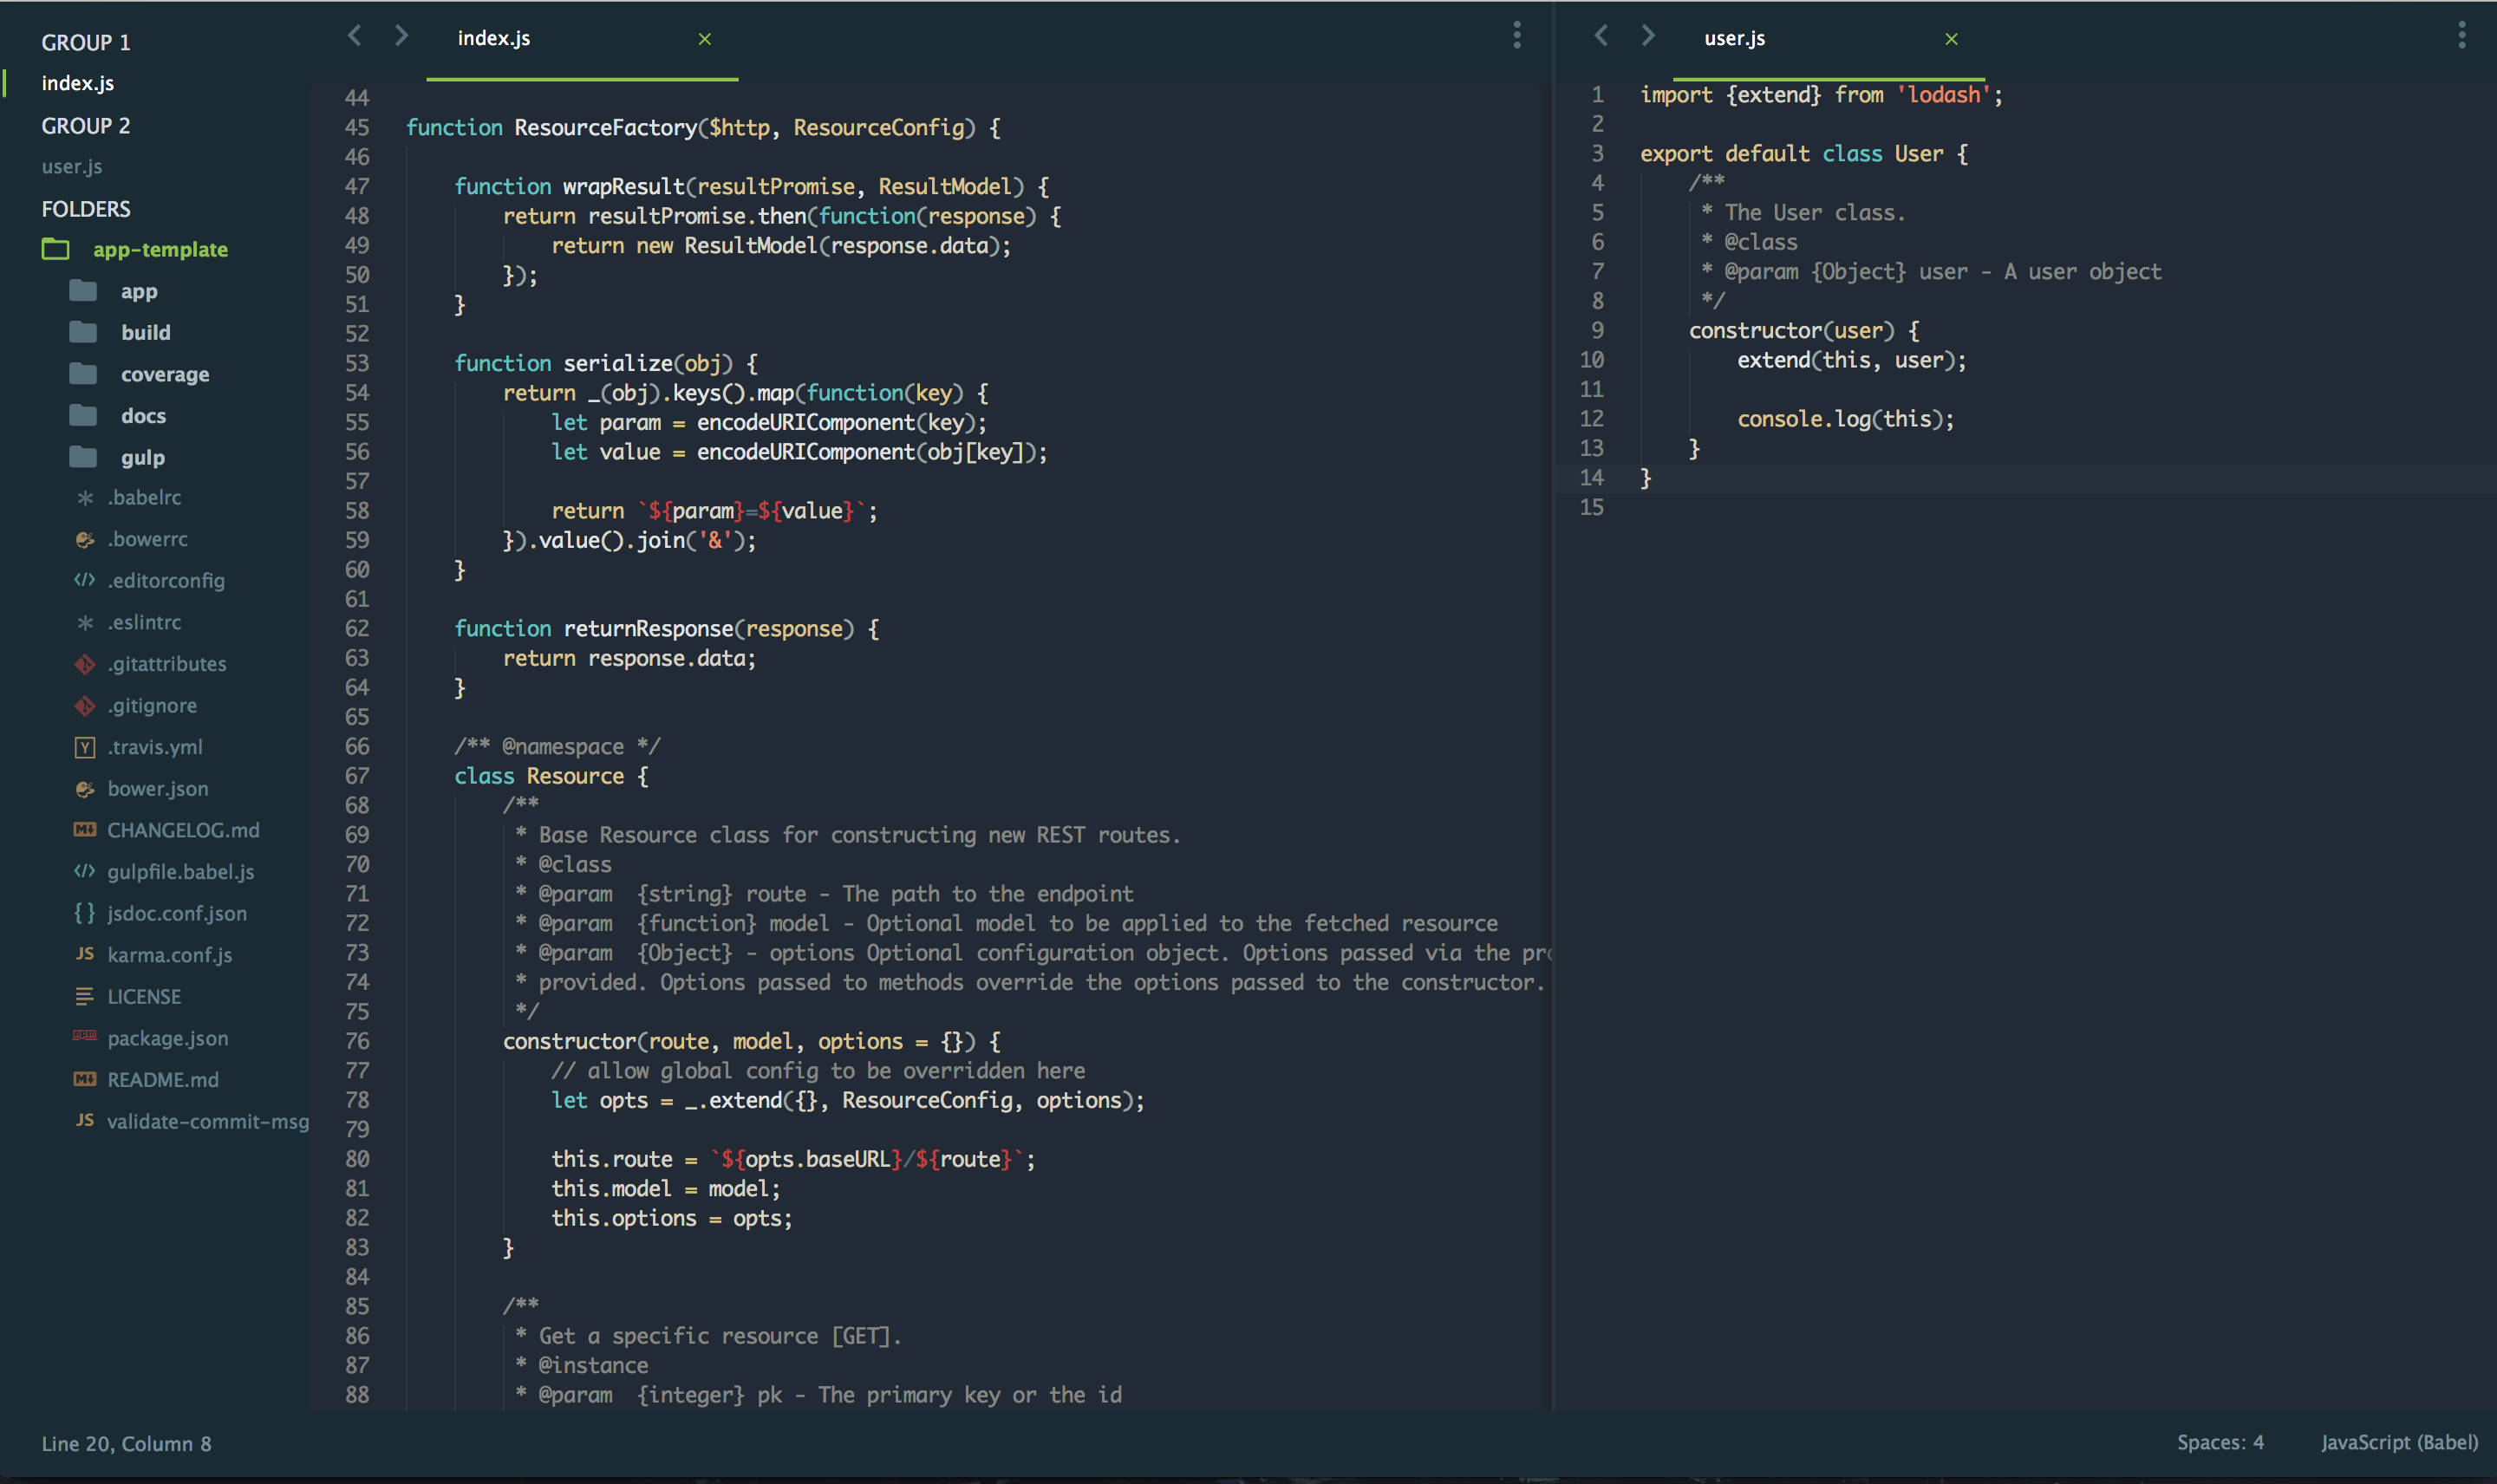 GROUP 1
index.js
GROUP 2
user.js
FOLDERS
app-template
app
build
coverage
docs
gulp
.babelrc
.bowerrc
.editorconfig
.eslintrc
.gitattributes
.gitignore
.travis.yml
bower.json
CHANGELOG.md
gulpfile.babel.js
jsdoc.conf.json
JS karma.conf.js
LICENSE
package.json
README.md
JS validate-commit-msg
index.js ×
44
45 function ResourceFactory($http, ResourceConfig) {
46
47     function wrapResult(resultPromise, ResultModel) {
48         return resultPromise.then(function(response) {
49             return new ResultModel(response.data);
50         });
51     }
52
53     function serialize(obj) {
54         return _(obj).keys().map(function(key) {
55             let param = encodeURIComponent(key);
56             let value = encodeURIComponent(obj[key]);
57
58             return `${param}=${value}`;
59         }).value().join('&');
60     }
61
62     function returnResponse(response) {
63         return response.data;
64     }
65
66     /** @namespace */
67     class Resource {
68         /**
69          * Base Resource class for constructing new REST routes.
70          * @class
71          * @param  {string} route - The path to the endpoint
72          * @param  {function} model - Optional model to be applied to the fetched resource
73          * @param  {Object} - options Optional configuration object. Options passed via the pro
74          * provided. Options passed to methods override the options passed to the constructor.
75          */
76         constructor(route, model, options = {}) {
77             // allow global config to be overridden here
78             let opts = _.extend({}, ResourceConfig, options);
79
80             this.route = `${opts.baseURL}/${route}`;
81             this.model = model;
82             this.options = opts;
83         }
84
85         /**
86          * Get a specific resource [GET].
87          * @instance
88          * @param  {integer} pk - The primary key or the id
user.js ×
1 import {extend} from 'lodash';
2
3 export default class User {
4     /**
5      * The User class.
6      * @class
7      * @param {Object} user - A user object
8      */
9     constructor(user) {
10         extend(this, user);
11
12         console.log(this);
13     }
14 }
15
Line 20, Column 8
Spaces: 4
JavaScript (Babel)